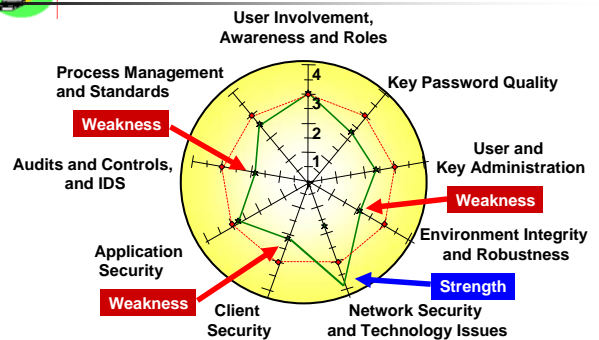 User Involvement,
Awareness and Roles
Process Management
and Standards
Key Password Quality
4
3
2
1
Weakness
Audits and Controls,
and IDS
User and
Key Administration
Weakness
Environment Integrity
and Robustness
Application
Security
Weakness
Strength
Client
Security
Network Security
and Technology Issues